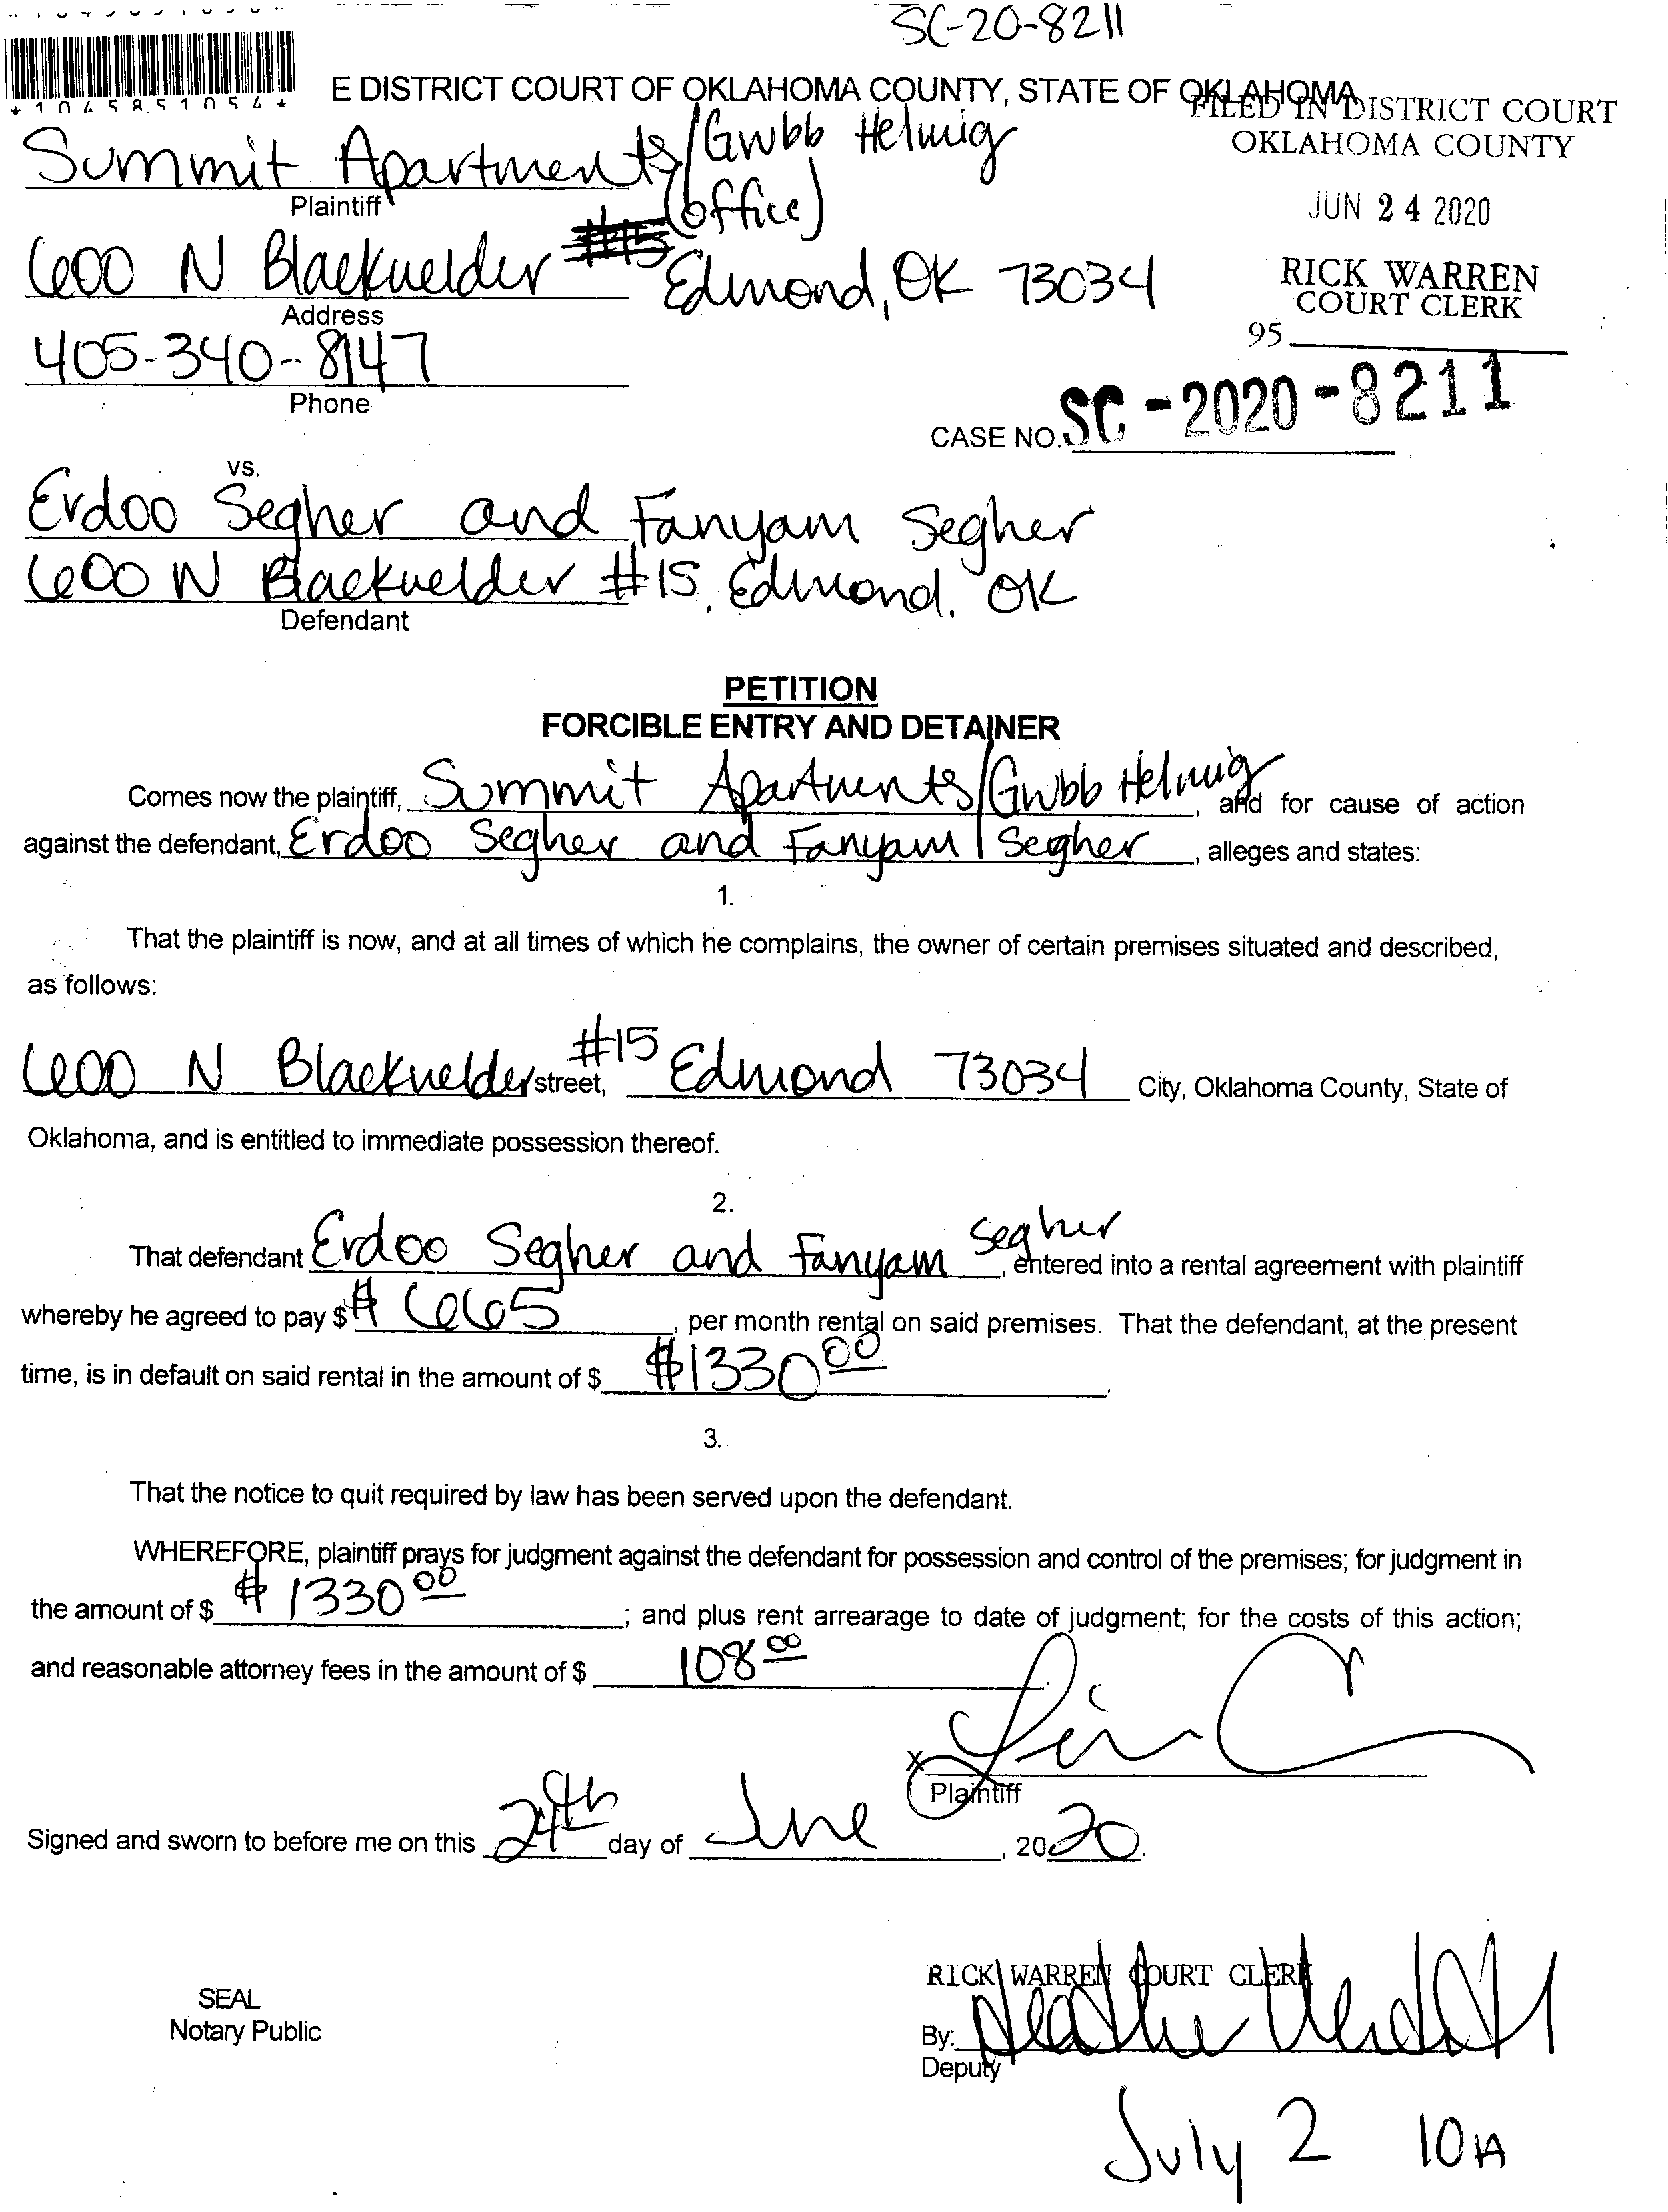 SC-20-8211
E DISTRICT COURT OF OKLAHOMA COUNTY, STATE OF OKLAHOMA
*1045851054*
FILED IN DISTRICT COURT
OKLAHOMA COUNTY
Summit Apartments/Gwbb Helwig
Plaintiff
(office)
JUN 24 2020
600 N Blackwelder #15 Edmond, OK 73034
Address
RICK WARREN
COURT CLERK
95
405-340-8147
Phone
CASE NO. SC-2020-8211
vs.
Erdoo Segher and Fanyam Segher
600 N Blackwelder #15, Edmond, OK
Defendant
PETITION
FORCIBLE ENTRY AND DETAINER
Comes now the plaintiff, Summit Apartments/Gwbb Helwig, and for cause of action
against the defendant, Erdoo Segher and Fanyam Segher, alleges and states:
1.
That the plaintiff is now, and at all times of which he complains, the owner of certain premises situated and described,
as follows:
600 N Blackwelder street, #15 Edmond 73034 City, Oklahoma County, State of
Oklahoma, and is entitled to immediate possession thereof.
2.
That defendant Erdoo Segher and Fanyam Segher, entered into a rental agreement with plaintiff
whereby he agreed to pay $ $ 665, per month rental on said premises. That the defendant, at the present
time, is in default on said rental in the amount of $ $1330 00.
3.
That the notice to quit required by law has been served upon the defendant.
WHEREFORE, plaintiff prays for judgment against the defendant for possession and control of the premises; for judgment in
the amount of $ $ 1330 00; and plus rent arrearage to date of judgment; for the costs of this action;
and reasonable attorney fees in the amount of $ 108 00
X
Plaintiff
Signed and sworn to before me on this 24th day of June, 2020.
RICK WARREN COURT CLERK
SEAL
Notary Public
By: Heather
Deputy
July 2 10A